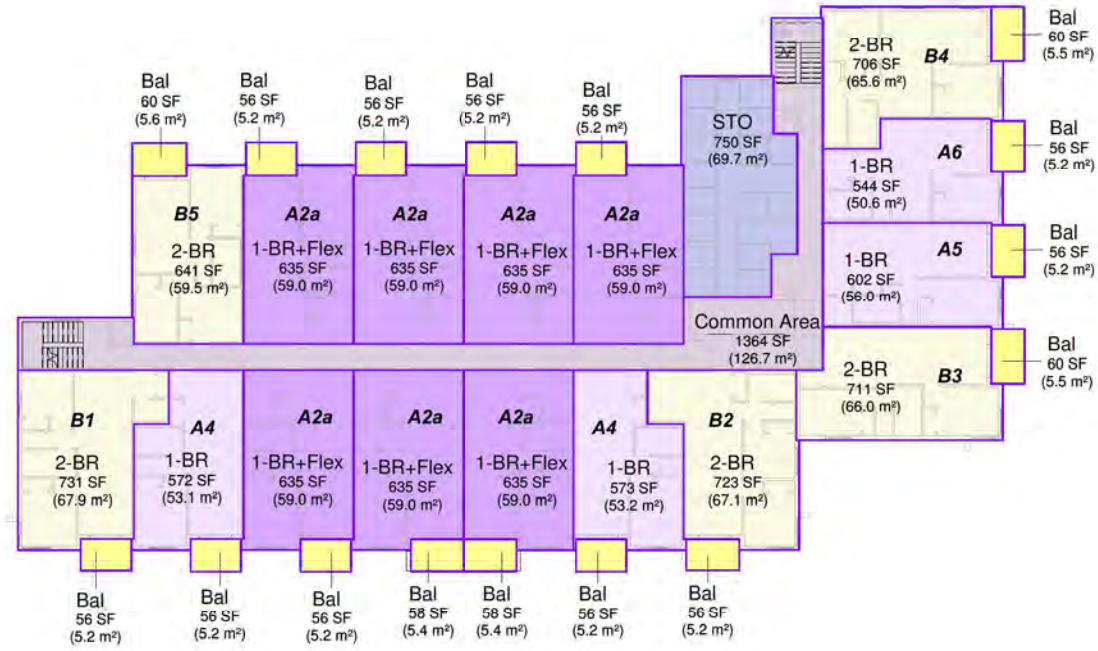 Bal
60 SF
(5.5 m²)
2-BR
706 SF
(65.6 m²)
B4
Bal
60 SF
(5.6 m²)
Bal
56 SF
(5.2 m²)
Bal
56 SF
(5.2 m²)
Bal
56 SF
(5.2 m²)
Bal
56 SF
(5.2 m²)
STO
750 SF
(69.7 m²)
Bal
56 SF
(5.2 m²)
A6
1-BR
544 SF
(50.6 m²)
B5
2-BR
641 SF
(59.5 m²)
A2a
1-BR+Flex
635 SF
(59.0 m²)
A2a
1-BR+Flex
635 SF
(59.0 m²)
A2a
1-BR+Flex
635 SF
(59.0 m²)
A2a
1-BR+Flex
635 SF
(59.0 m²)
A5
1-BR
602 SF
(56.0 m²)
Bal
56 SF
(5.2 m²)
Common Area
1364 SF
(126.7 m²)
2-BR
711 SF
(66.0 m²)
B3
Bal
60 SF
(5.5 m²)
B1
2-BR
731 SF
(67.9 m²)
A4
1-BR
572 SF
(53.1 m²)
A2a
1-BR+Flex
635 SF
(59.0 m²)
A2a
1-BR+Flex
635 SF
(59.0 m²)
A2a
1-BR+Flex
635 SF
(59.0 m²)
A4
1-BR
573 SF
(53.2 m²)
B2
2-BR
723 SF
(67.1 m²)
Bal
56 SF
(5.2 m²)
Bal
56 SF
(5.2 m²)
Bal
56 SF
(5.2 m²)
Bal
58 SF
(5.4 m²)
Bal
58 SF
(5.4 m²)
Bal
56 SF
(5.2 m²)
Bal
56 SF
(5.2 m²)